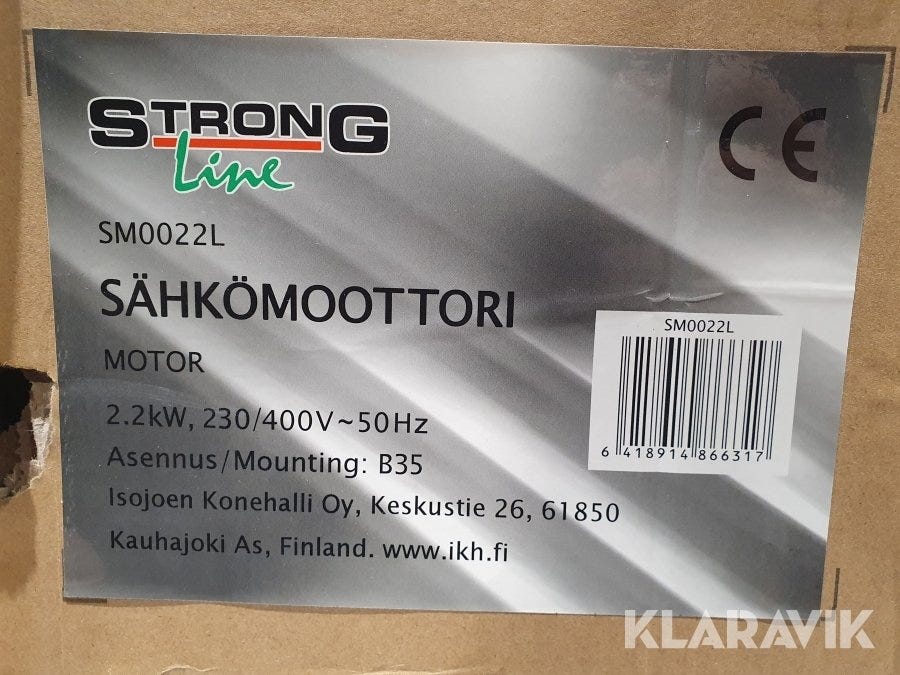 STRONG
Line
CE
SM0022L
SÄHKÖMOOTTORI
MOTOR
2.2kW, 230/400V~50Hz
Asennus/Mounting: B35
Isojoen Konehalli Oy, Keskustie 26, 61850
Kauhajoki As, Finland. www.ikh.fi
SM0022L
6 418914 866317
KLARAVIK